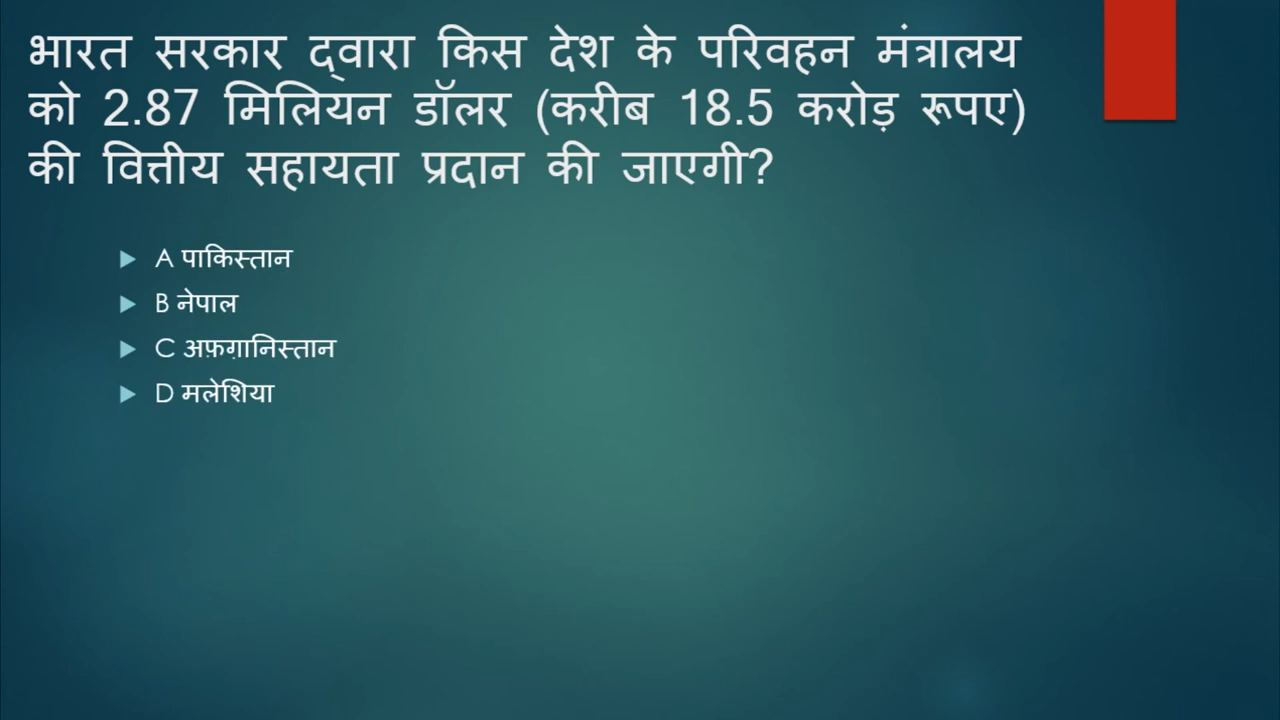 भारत सरकार द्वारा किस देश के परिवहन मंत्रालय
को 2.87 मिलियन डॉलर (करीब 18.5 करोड़ रूपए)
की वित्तीय सहायता प्रदान की जाएगी?
A पाकिस्तान
B नेपाल
C अफ़ग़ानिस्तान
D मलेशिया